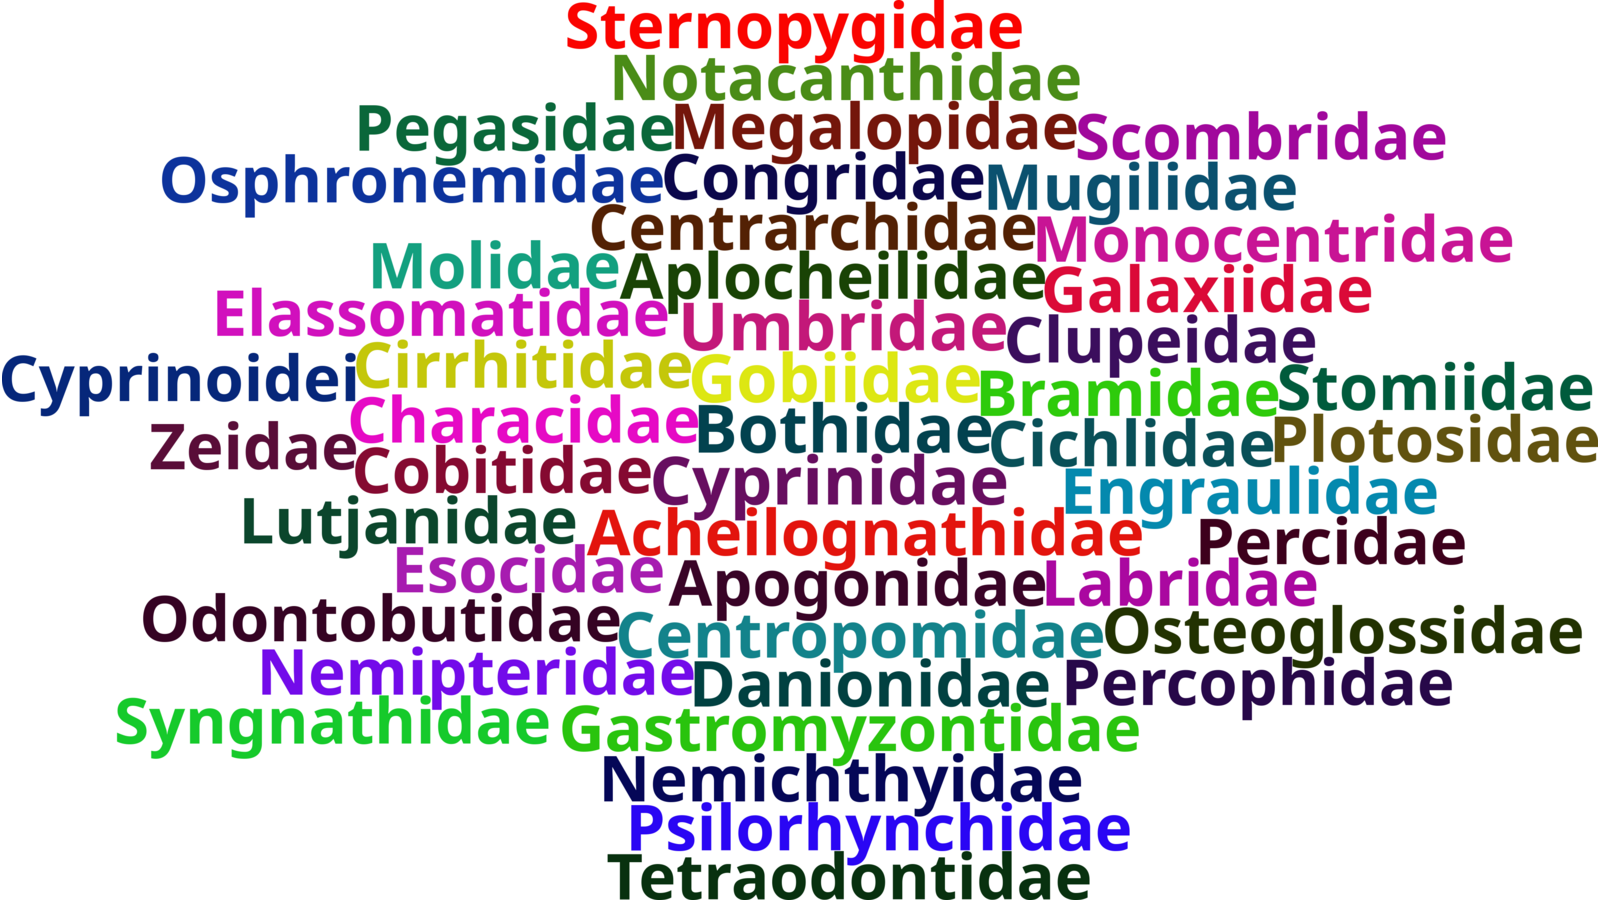 Sternopygidae
Notacanthidae
Pegasidae Megalopidae Scombridae
Osphronemidae Congridae Mugilidae
Centrarchidae Monocentridae
Molidae Aplocheilidae Galaxiidae
Elassomatidae Umbridae Clupeidae
Cyprinoidei Cirrhitidae Gobiidae Bramidae Stomiidae
Zeidae Characidae Bothidae Cichlidae Plotosidae
Cobitidae Cyprinidae Engraulidae
Lutjanidae Acheilognathidae Percidae
Esocidae Apogonidae Labridae
Odontobutidae Centropomidae Osteoglossidae
Nemipteridae Danionidae Percophidae
Syngnathidae Gastromyzontidae
Nemichthyidae
Psilorhynchidae
Tetraodontidae